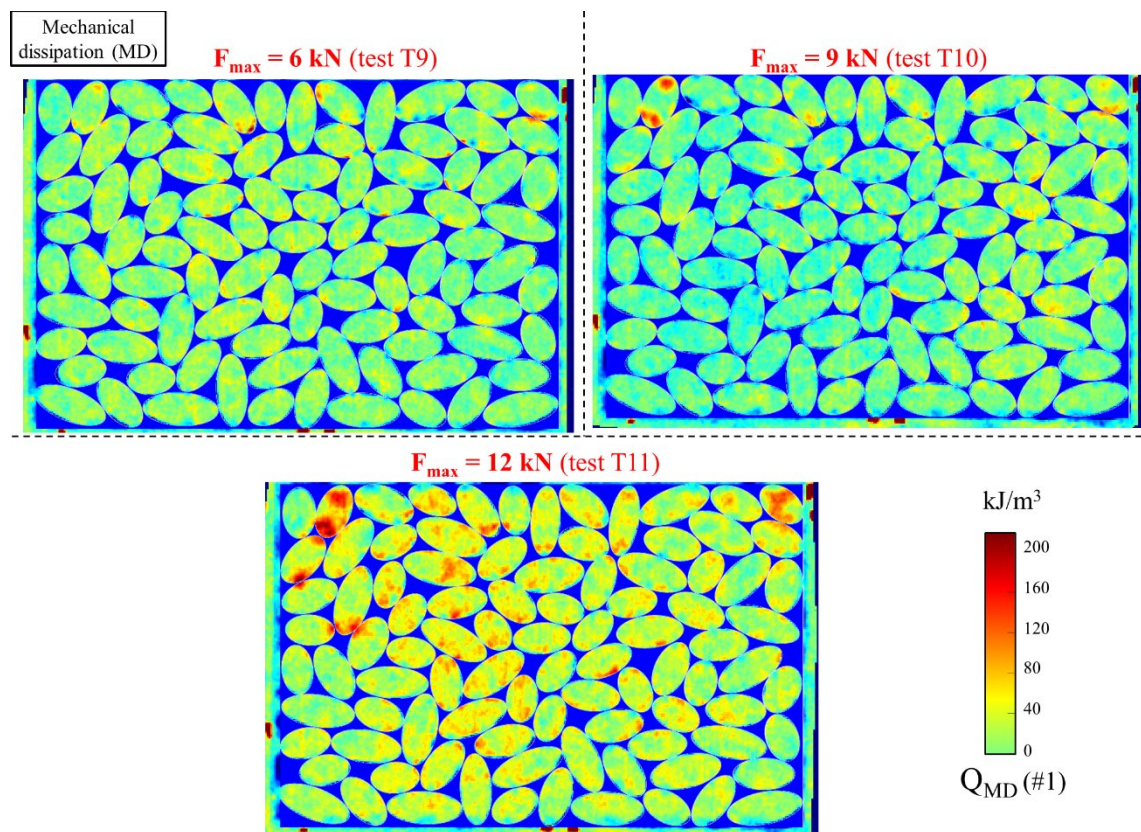 Mechanical
dissipation (MD)
F_max = 6 kN (test T9)
F_max = 9 kN (test T10)
F_max = 12 kN (test T11)
kJ/m³
200
160
120
80
40
0
Q_MD (#1)